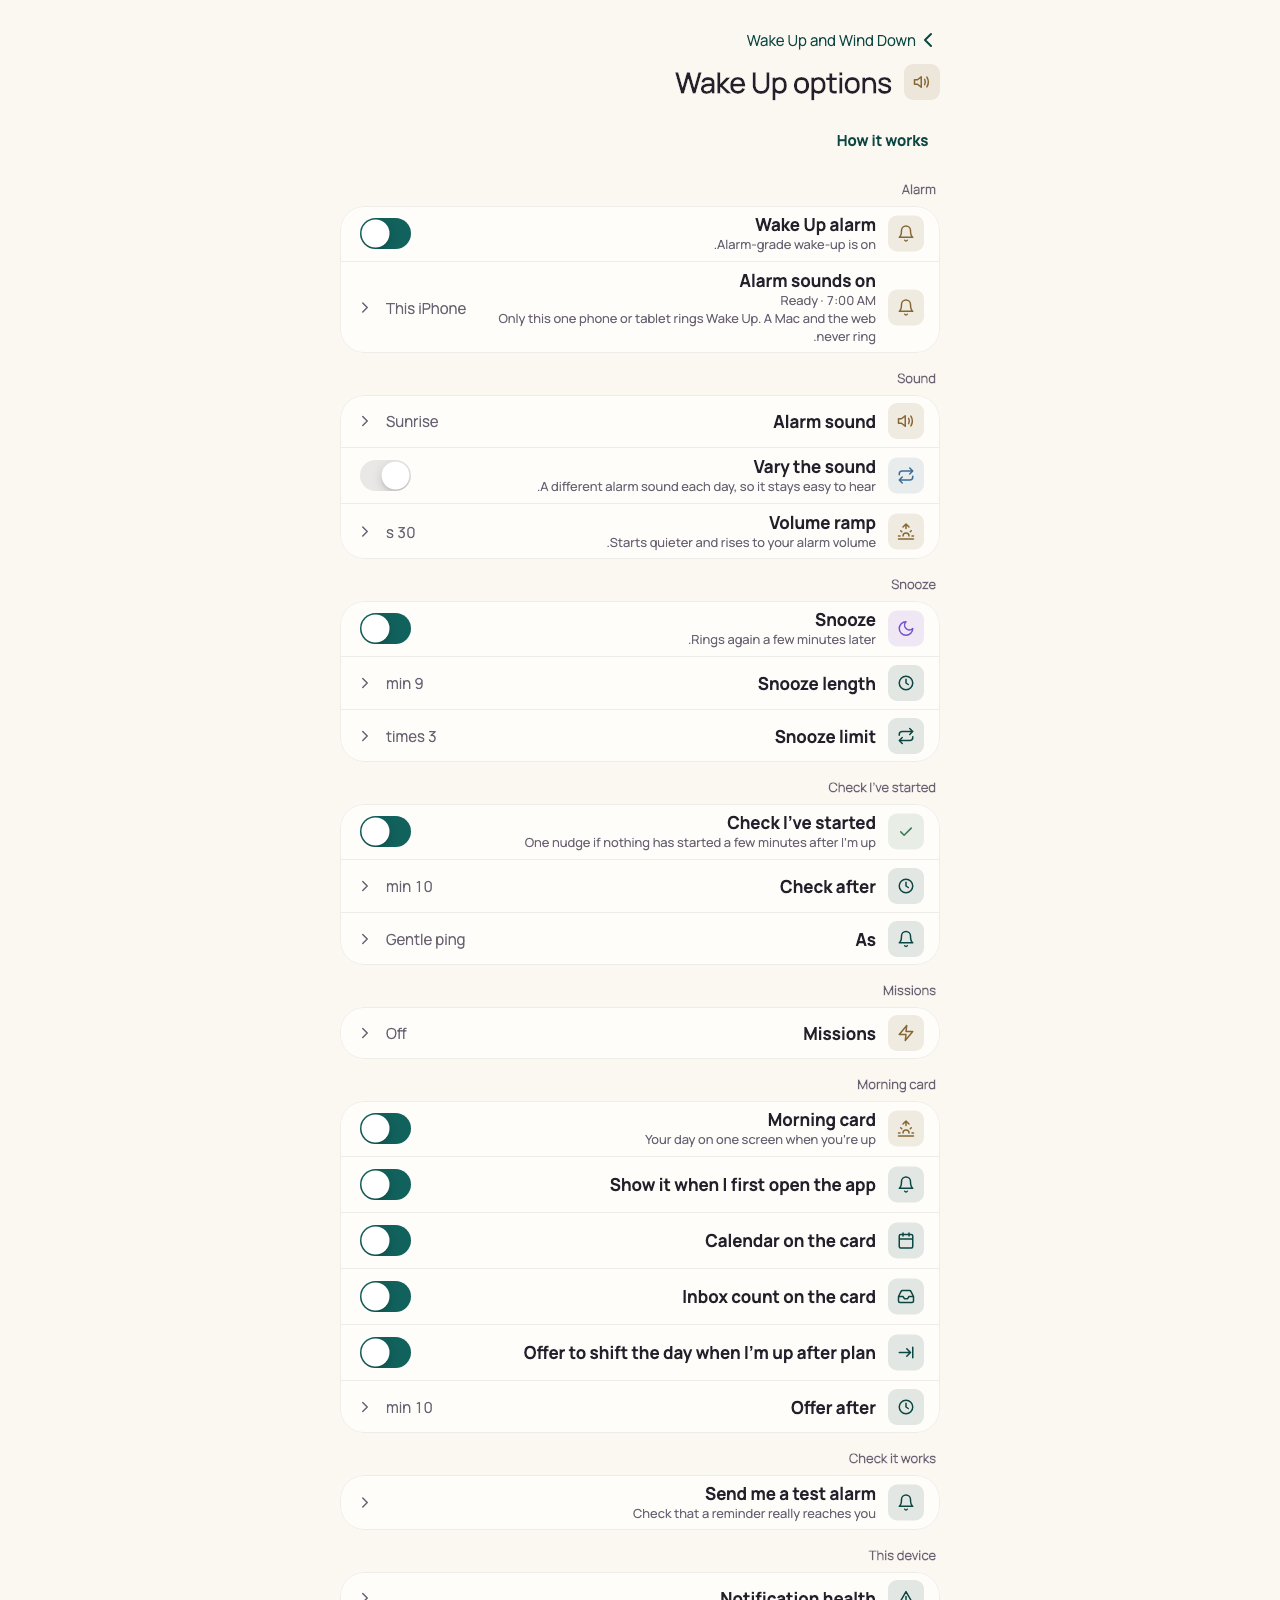 Wake Up and Wind Down
Wake Up options
How it works
Alarm
Wake Up alarm
.Alarm-grade wake-up is on
Alarm sounds on
Ready · 7:00 AM
Only this one phone or tablet rings Wake Up. A Mac and the web
.never ring
This iPhone
Sound
Alarm sound
Sunrise
Vary the sound
.A different alarm sound each day, so it stays easy to hear
Volume ramp
.Starts quieter and rises to your alarm volume
s 30
Snooze
Snooze
.Rings again a few minutes later
Snooze length
min 9
Snooze limit
times 3
Check I've started
Check I've started
One nudge if nothing has started a few minutes after I'm up
Check after
min 10
As
Gentle ping
Missions
Missions
Off
Morning card
Morning card
Your day on one screen when you're up
Show it when I first open the app
Calendar on the card
Inbox count on the card
Offer to shift the day when I'm up after plan
Offer after
min 10
Check it works
Send me a test alarm
Check that a reminder really reaches you
This device
Notification health